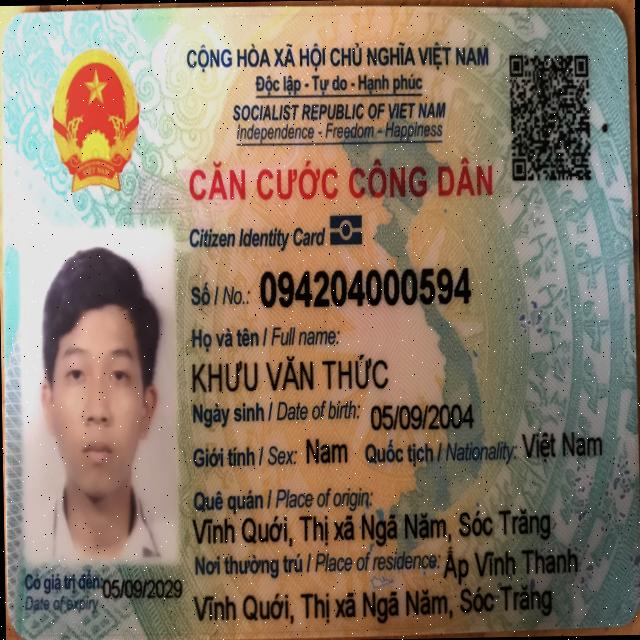 CỘNG HÒA XÃ HỘI CHỦ NGHĨA VIỆT NAM
Độc lập - Tự do - Hạnh phúc
SOCIALIST REPUBLIC OF VIET NAM
Independence - Freedom - Happiness
CĂN CƯỚC CÔNG DÂN
Citizen Identity Card
Số / No.: 094204000594
Họ và tên / Full name:
KHƯU VĂN THỨC
Ngày sinh / Date of birth: 05/09/2004
Giới tính / Sex: Nam Quốc tịch / Nationality: Việt Nam
Quê quán / Place of origin:
Vĩnh Quới, Thị xã Ngã Năm, Sóc Trăng
Nơi thường trú / Place of residence: Ấp Vĩnh Thanh
Vĩnh Quới, Thị xã Ngã Năm, Sóc Trăng
Có giá trị đến: 05/09/2029
Date of expiry